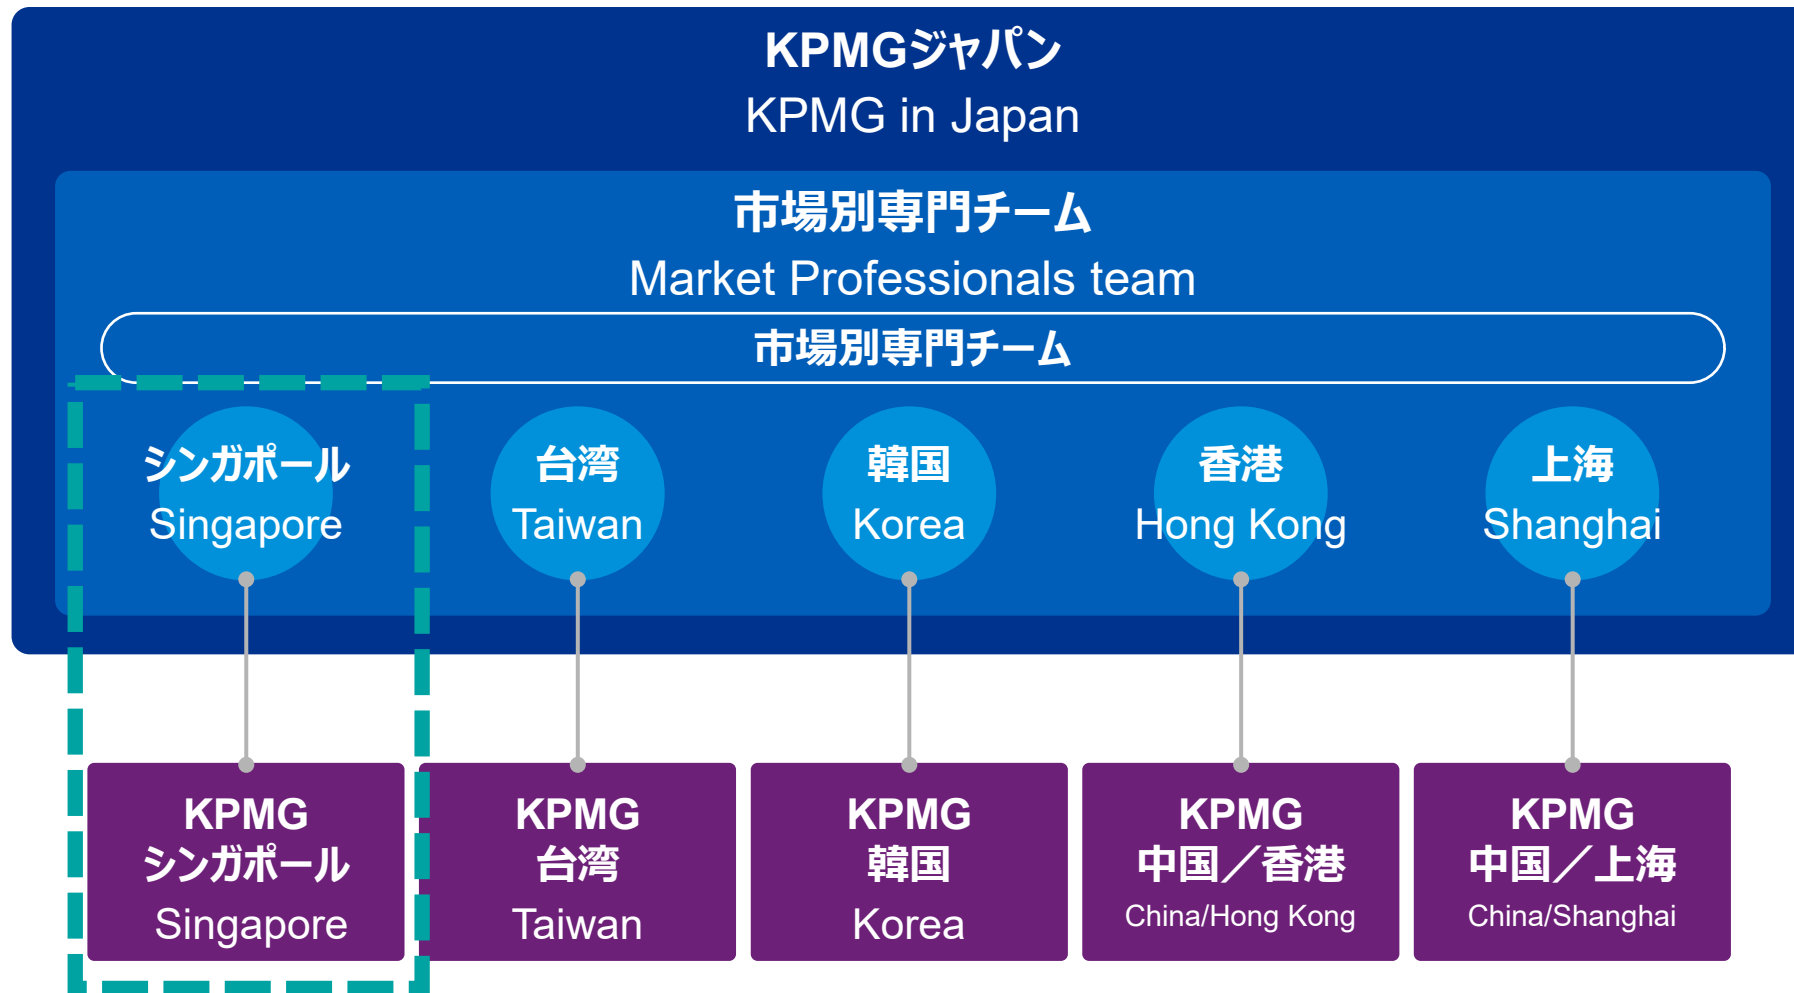 KPMGジャパン
KPMG in Japan
市場別専門チーム
Market Professionals team
市場別専門チーム
シンガポール
Singapore
台湾
Taiwan
韓国
Korea
香港
Hong Kong
上海
Shanghai
KPMG
シンガポール
Singapore
KPMG
台湾
Taiwan
KPMG
韓国
Korea
KPMG
中国／香港
China/Hong Kong
KPMG
中国／上海
China/Shanghai